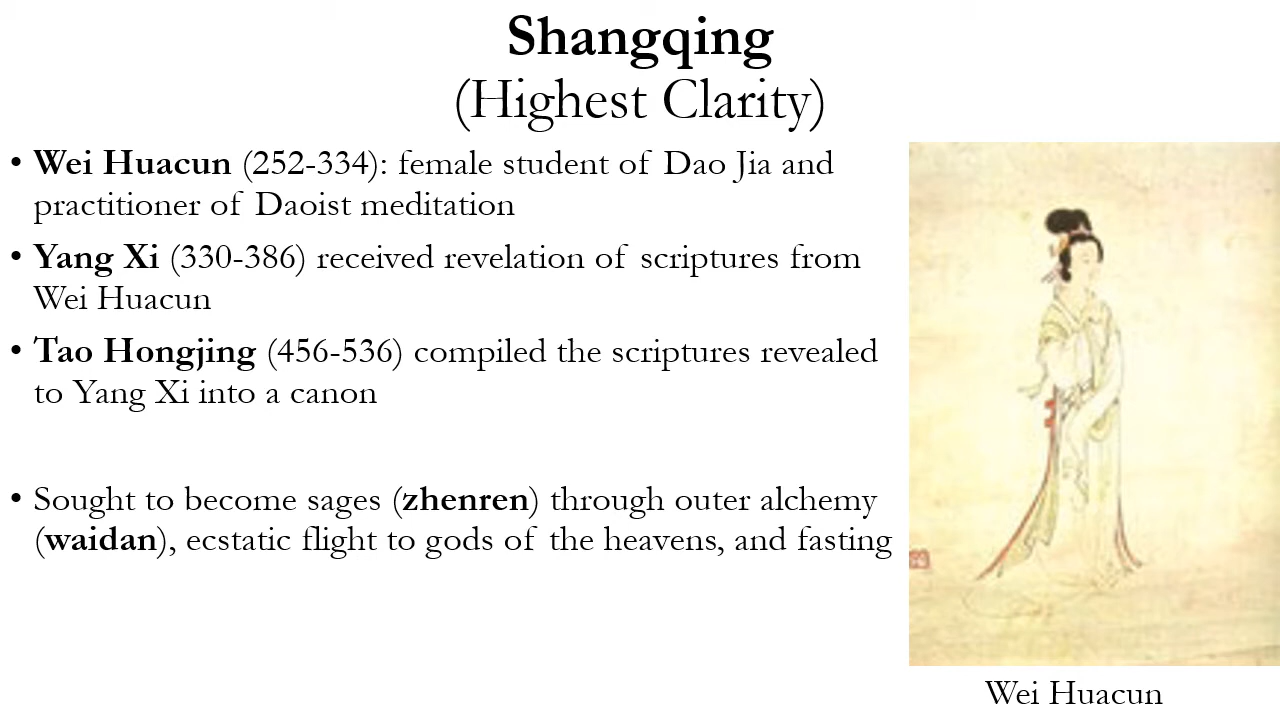 Shangqing
(Highest Clarity)
• Wei Huacun (252-334): female student of Dao Jia and
practitioner of Daoist meditation
• Yang Xi (330-386) received revelation of scriptures from
Wei Huacun
• Tao Hongjing (456-536) compiled the scriptures revealed
to Yang Xi into a canon
• Sought to become sages (zhenren) through outer alchemy
(waidan), ecstatic flight to gods of the heavens, and fasting
Wei Huacun